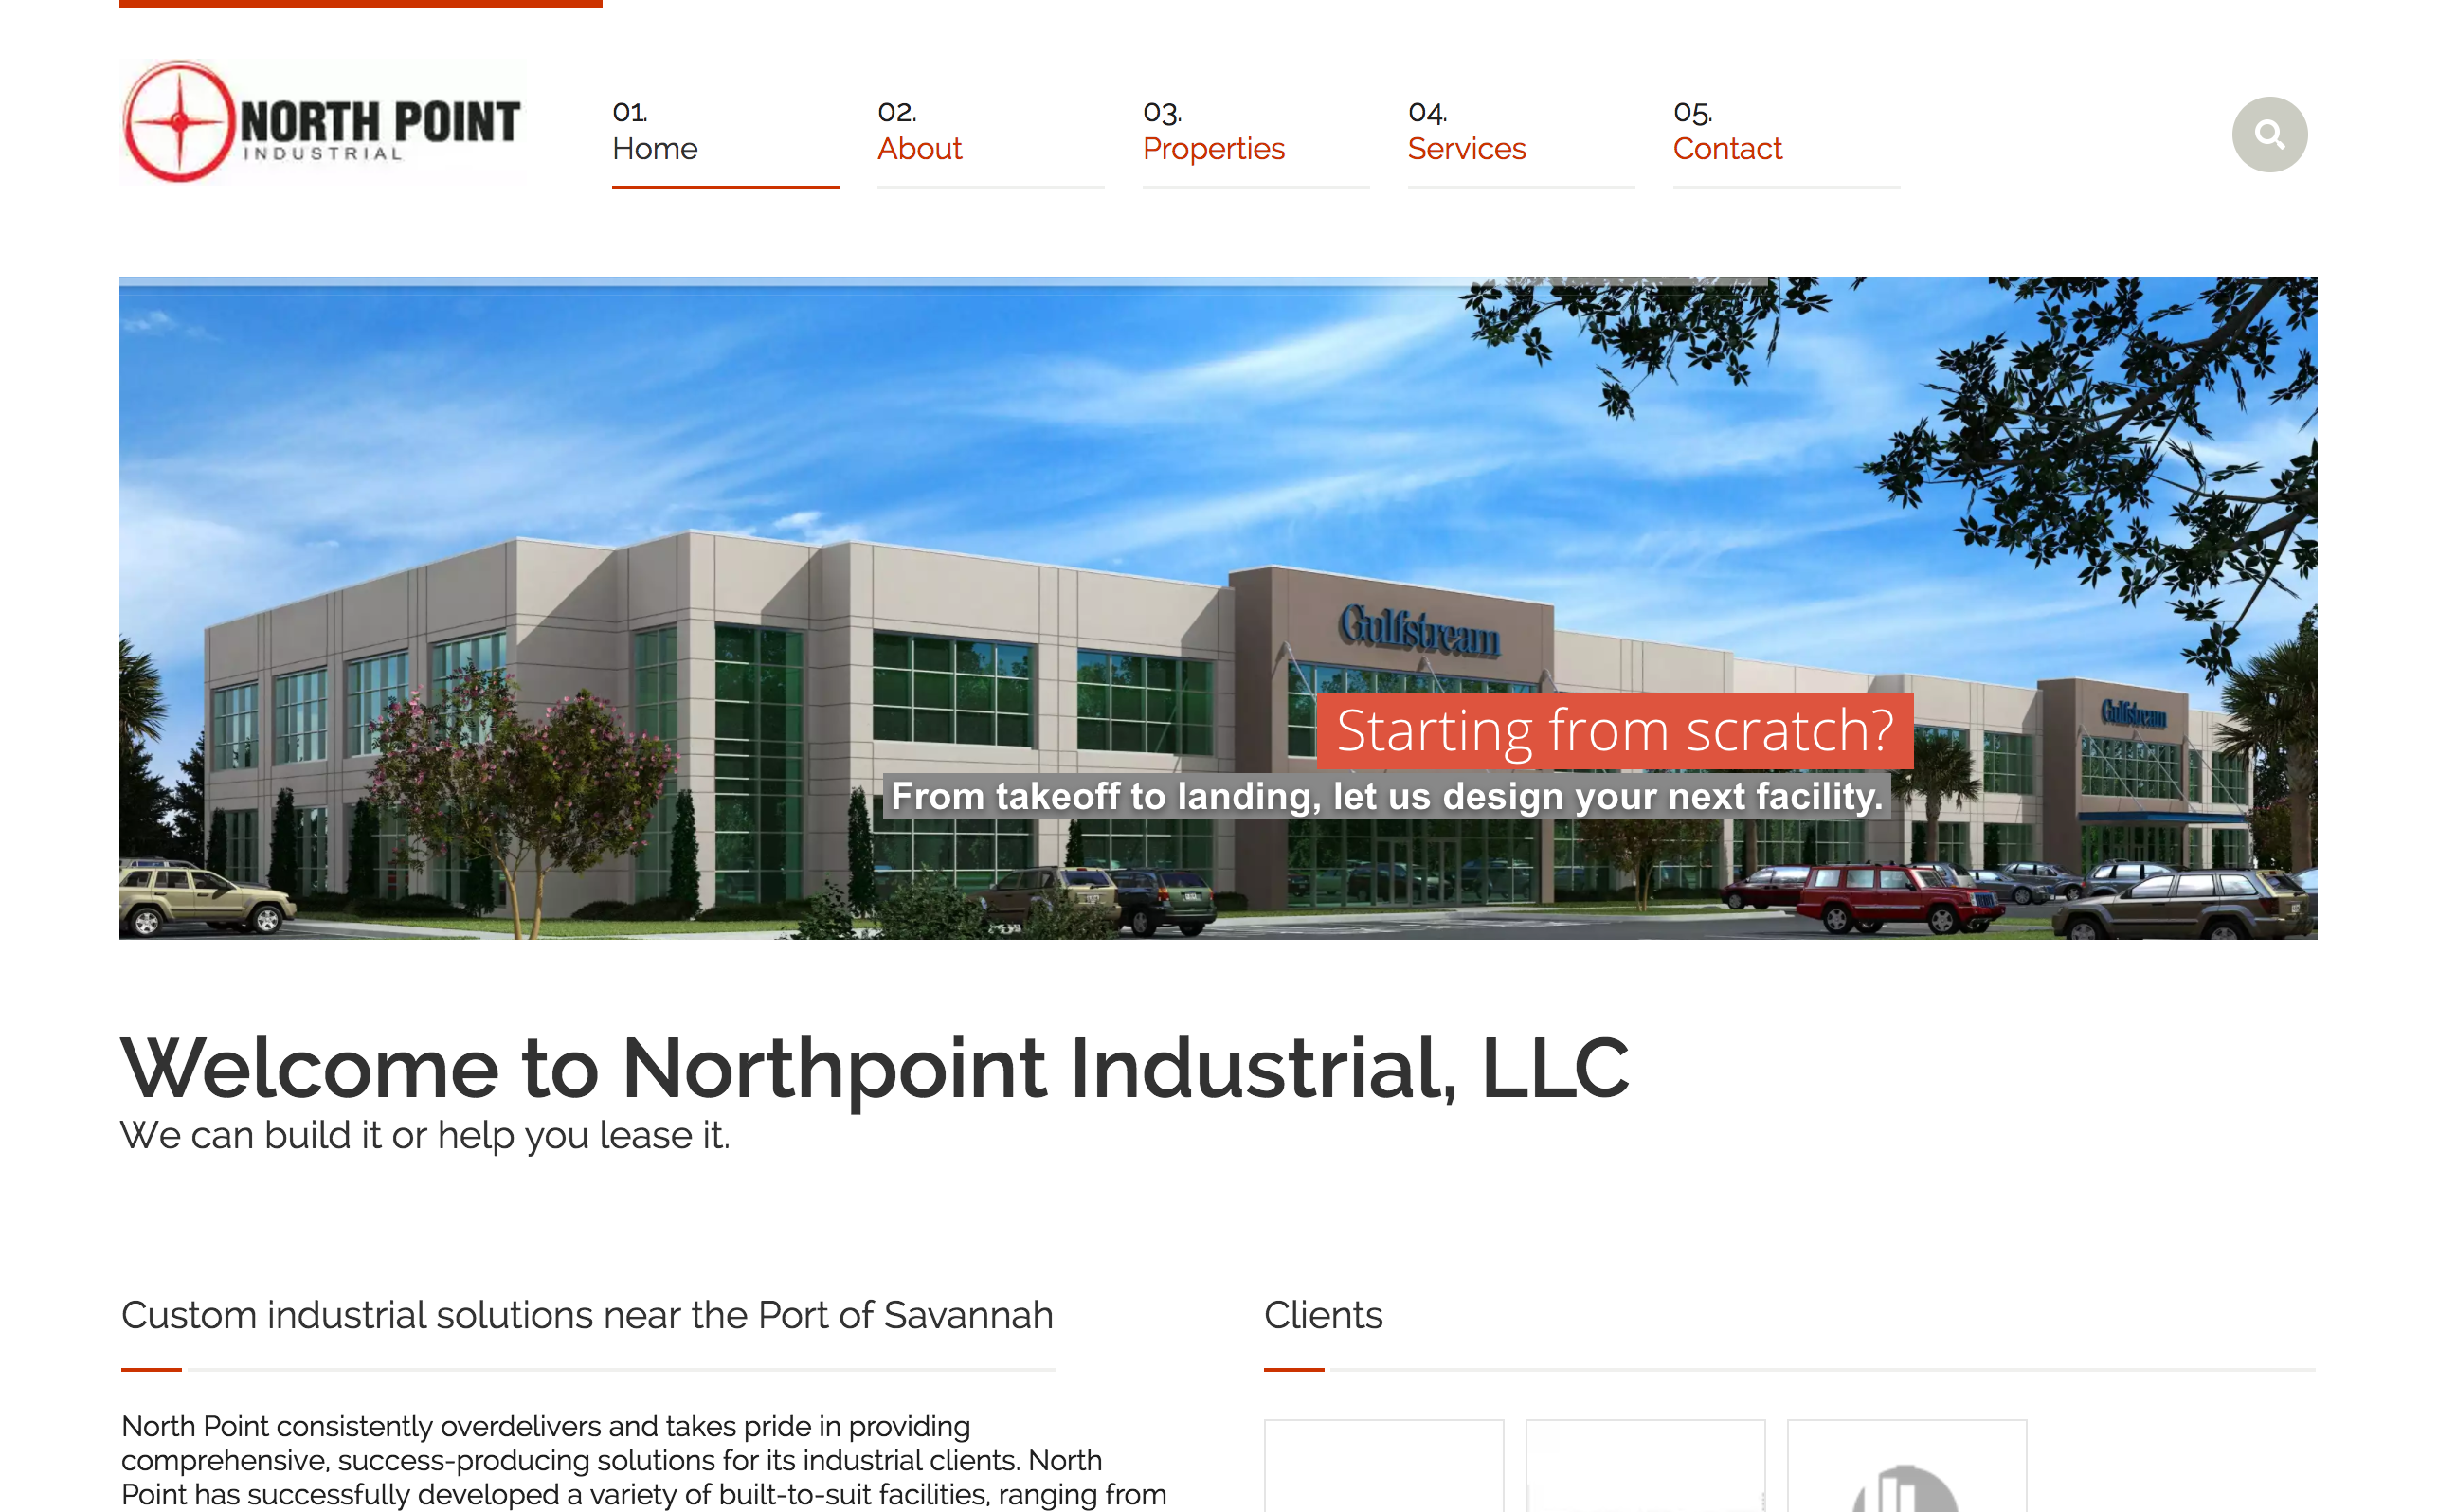 NORTH POINT
INDUSTRIAL
01.
Home
02.
About
03.
Properties
04.
Services
05.
Contact
Gulfstream
Gulfstream
Starting from scratch?
From takeoff to landing, let us design your next facility.
Welcome to Northpoint Industrial, LLC
We can build it or help you lease it.
Custom industrial solutions near the Port of Savannah
North Point consistently overdelivers and takes pride in providing
comprehensive, success-producing solutions for its industrial clients. North
Point has successfully developed a variety of built-to-suit facilities, ranging from
Clients